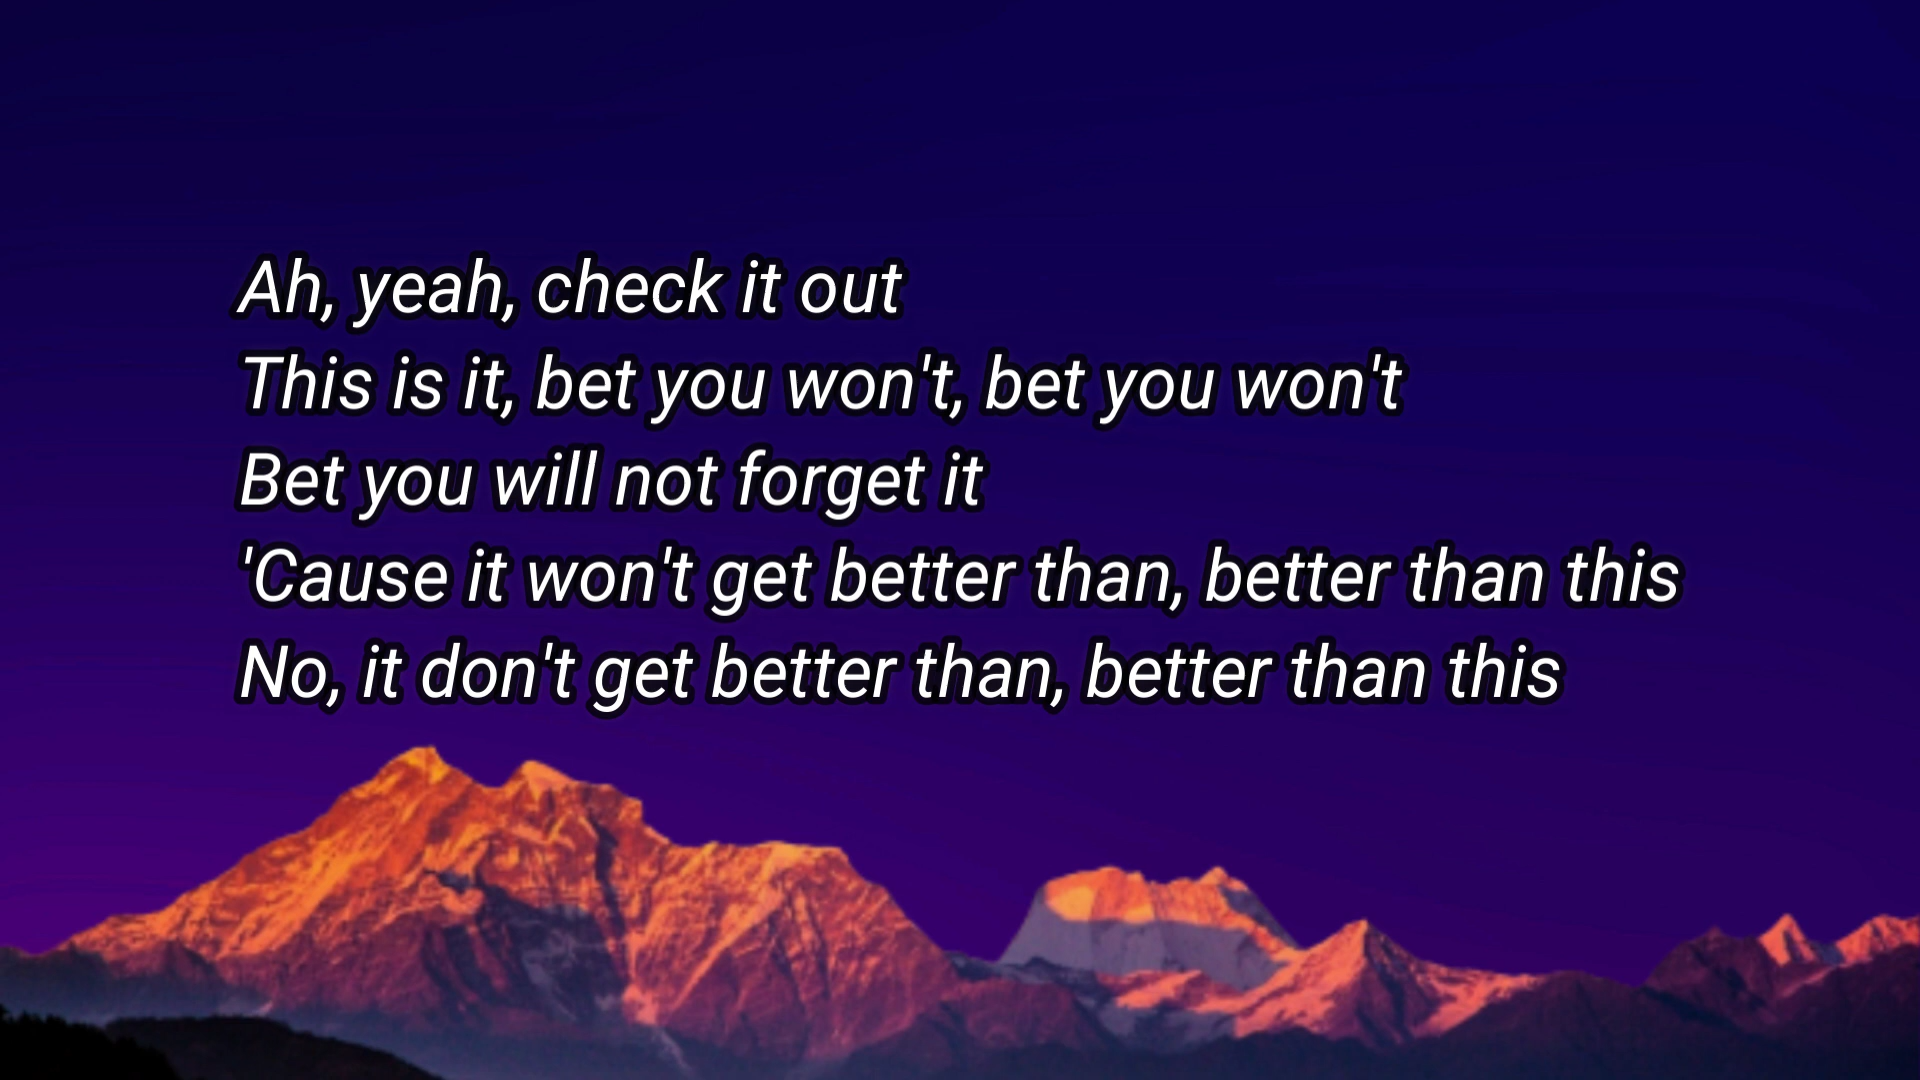 Ah, yeah, check it out
This is it, bet you won't, bet you won't
Bet you will not forget it
'Cause it won't get better than, better than this
No, it don't get better than, better than this